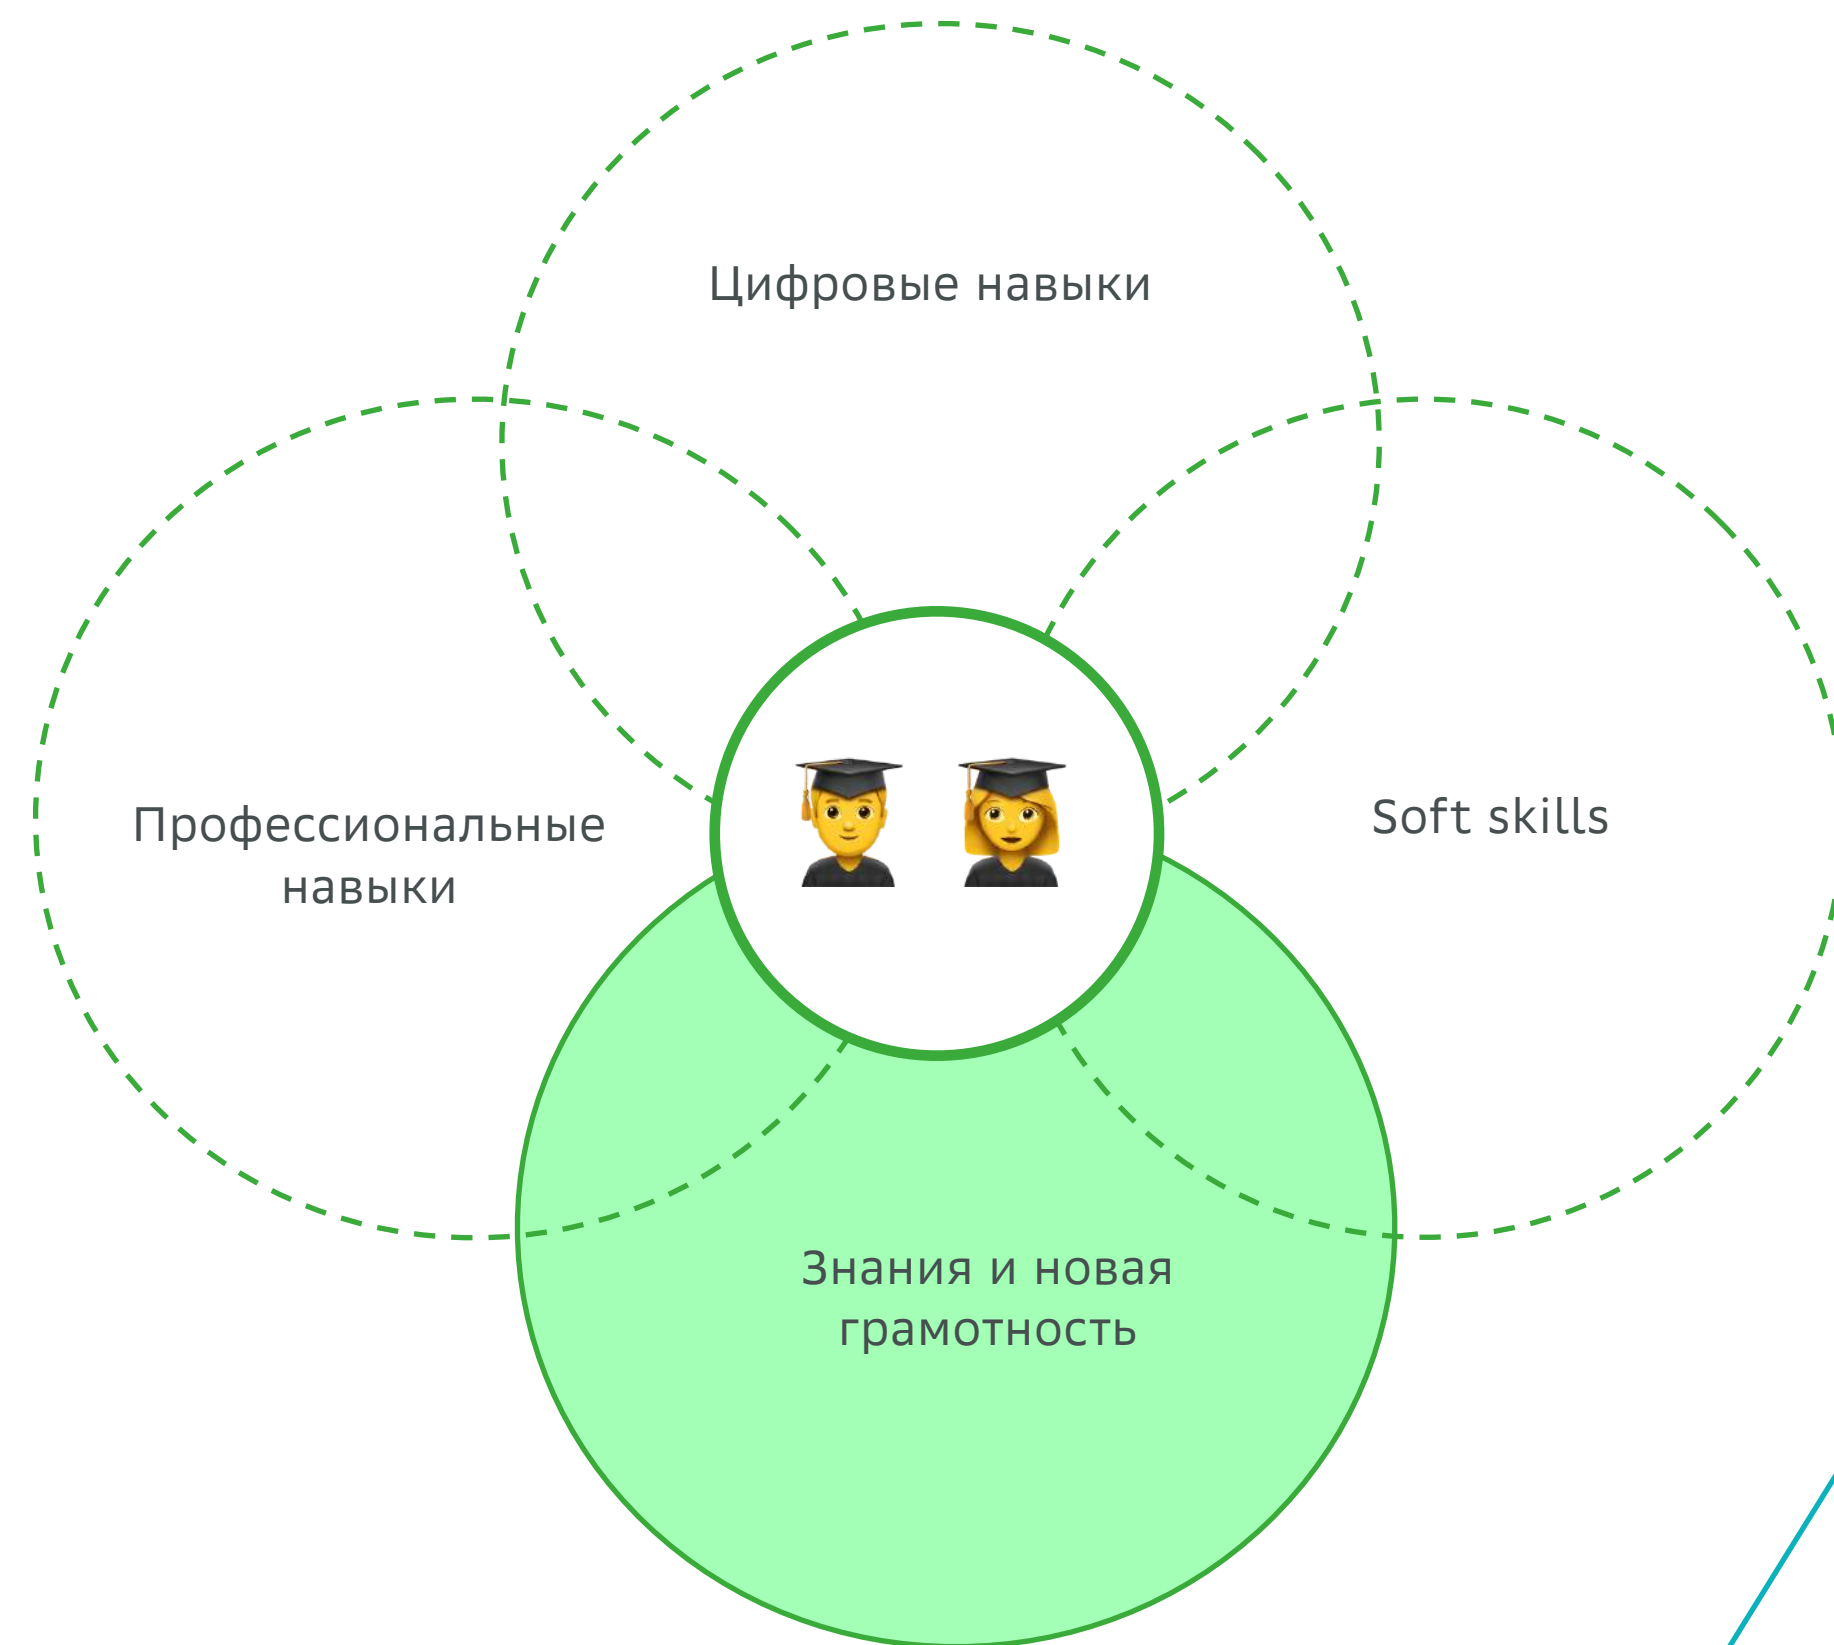 Цифровые навыки
Профессиональные
навыки
Soft skills
Знания и новая
грамотность